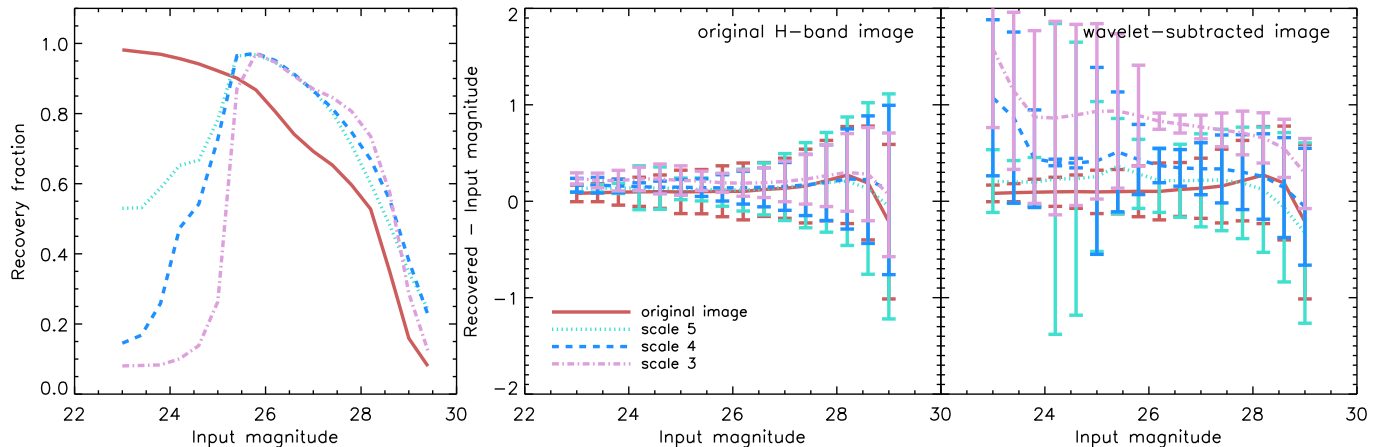 Recovery fraction
1.0
0.8
0.6
0.4
0.2
0.0
22 24 26 28 30
Input magnitude
Recovered − Input magnitude
2
1
0
−1
−2
original H−band image
original image
scale 5
scale 4
scale 3
22 24 26 28 30
Input magnitude
wavelet−subtracted image
24 26 28 30
Input magnitude